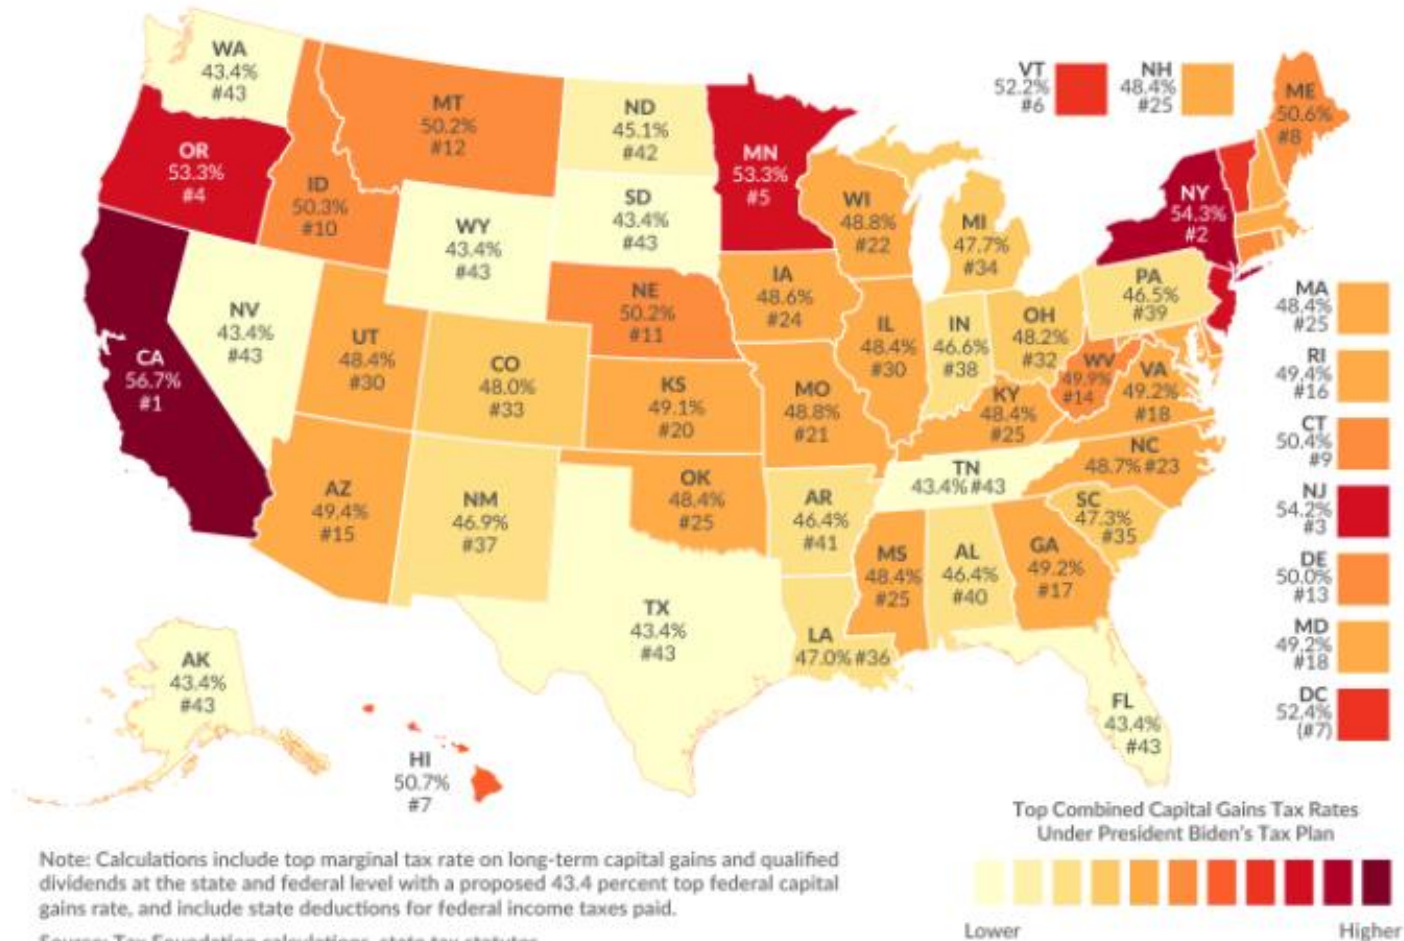 WA
43.4%
#43
MT
50.2%
#12
ND
45.1%
#42
MN
53.3%
#5
VT
52.2%
#6
NH
48.4%
#25
ME
50.6%
#8
OR
53.3%
#4
ID
50.3%
#10
WY
43.4%
#43
SD
43.4%
#43
WI
48.8%
#22
MI
47.7%
#34
NY
54.3%
#2
NV
43.4%
#43
UT
48.4%
#30
CO
48.0%
#33
NE
50.2%
#11
IA
48.6%
#24
IL
48.4%
#30
IN
46.6%
#38
OH
48.2%
#32
PA
46.5%
#39
CA
56.7%
#1
KS
49.1%
#20
MO
48.8%
#21
KY
48.4%
#25
WV
49.9%
#14
VA
49.2%
#18
NC
48.7% #23
TN
43.4% #43
AZ
49.4%
#15
NM
46.9%
#37
OK
48.4%
#25
AR
46.4%
#41
SC
47.3%
#35
MS
48.4%
#25
AL
46.4%
#40
GA
49.2%
#17
TX
43.4%
#43
LA
47.0% #36
FL
43.4%
#43
AK
43.4%
#43
HI
50.7%
#7
MA
48.4%
#25
RI
49.4%
#16
CT
50.4%
#9
NJ
54.2%
#3
DE
50.0%
#13
MD
49.2%
#18
DC
52.4%
(#7)
Top Combined Capital Gains Tax Rates
Under President Biden's Tax Plan
Lower Higher
Note: Calculations include top marginal tax rate on long-term capital gains and qualified
dividends at the state and federal level with a proposed 43.4 percent top federal capital
gains rate, and include state deductions for federal income taxes paid.
Source: Tax Foundation calculations, state tax statutes